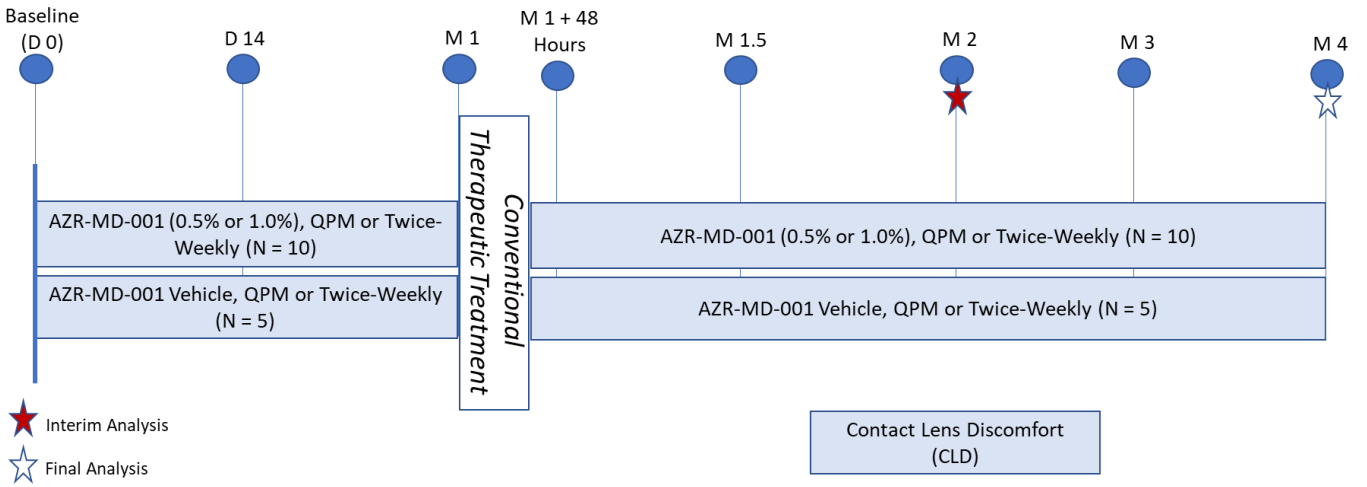 Baseline
(D 0)
D 14
M 1
M 1 + 48
Hours
M 1.5
M 2
M 3
M 4
AZR-MD-001 (0.5% or 1.0%), QPM or Twice-
Weekly (N = 10)
AZR-MD-001 Vehicle, QPM or Twice-Weekly
(N = 5)
Conventional
Therapeutic Treatment
AZR-MD-001 (0.5% or 1.0%), QPM or Twice-Weekly (N = 10)
AZR-MD-001 Vehicle, QPM or Twice-Weekly (N = 5)
Interim Analysis
Final Analysis
Contact Lens Discomfort
(CLD)